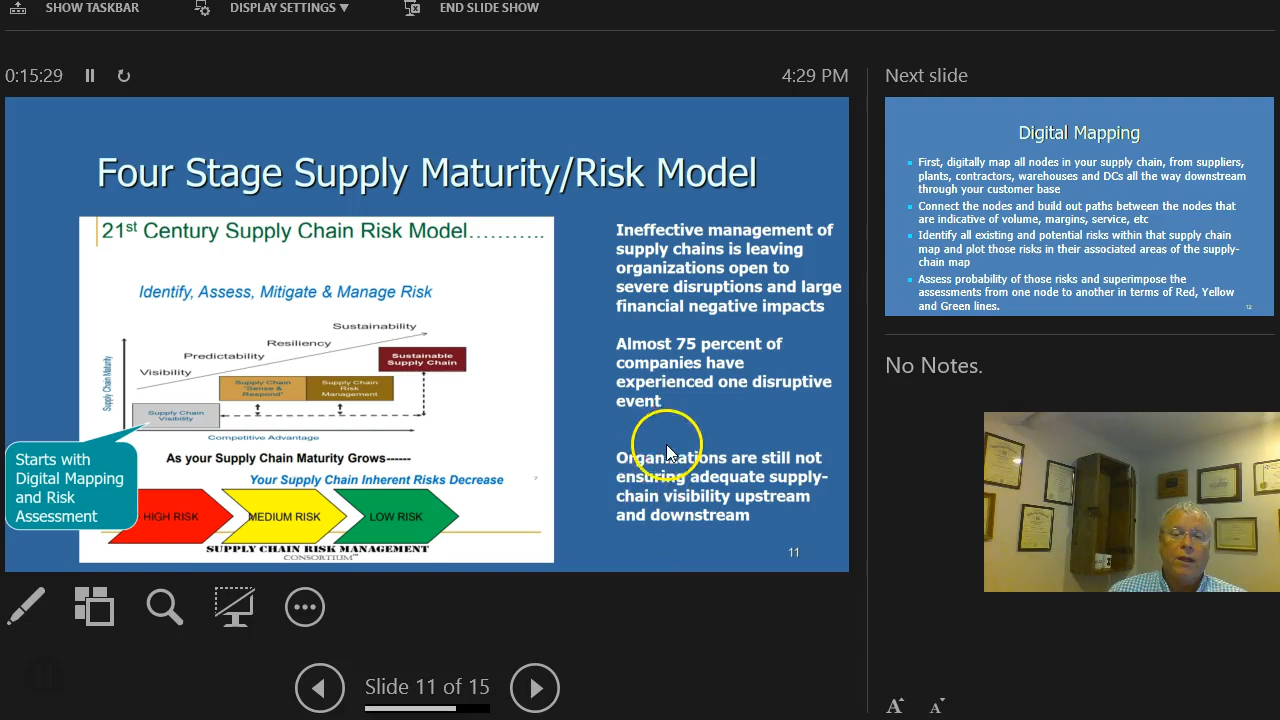 SHOW TASKBAR
DISPLAY SETTINGS ▼
END SLIDE SHOW
0:15:29
4:29 PM
Four Stage Supply Maturity/Risk Model
21st Century Supply Chain Risk Model...........
Identify, Assess, Mitigate & Manage Risk
Sustainability
Resiliency
Predictability
Visibility
Supply Chain Maturity
Sustainable
Supply Chain
Supply Chain
"Sense &
Respond"
Supply Chain
Risk
Management
Supply Chain
Visibility
Competitive Advantage
As your Supply Chain Maturity Grows------
Your Supply Chain Inherent Risks Decrease
7
HIGH RISK
MEDIUM RISK
LOW RISK
SUPPLY CHAIN RISK MANAGEMENT
CONSORTIUM™
Starts with
Digital Mapping
and Risk
Assessment
Ineffective management of
supply chains is leaving
organizations open to
severe disruptions and large
financial negative impacts
Almost 75 percent of
companies have
experienced one disruptive
event
Organizations are still not
ensuring adequate supply-
chain visibility upstream
and downstream
11
Slide 11 of 15
Next slide
Digital Mapping
First, digitally map all nodes in your supply chain, from suppliers,
plants, contractors, warehouses and DCs all the way downstream
through your customer base
Connect the nodes and build out paths between the nodes that
are indicative of volume, margins, service, etc
Identify all existing and potential risks within that supply chain
map and plot those risks in their associated areas of the supply-
chain map
Assess probability of those risks and superimpose the
assessments from one node to another in terms of Red, Yellow
and Green lines.
12
No Notes.
A
A